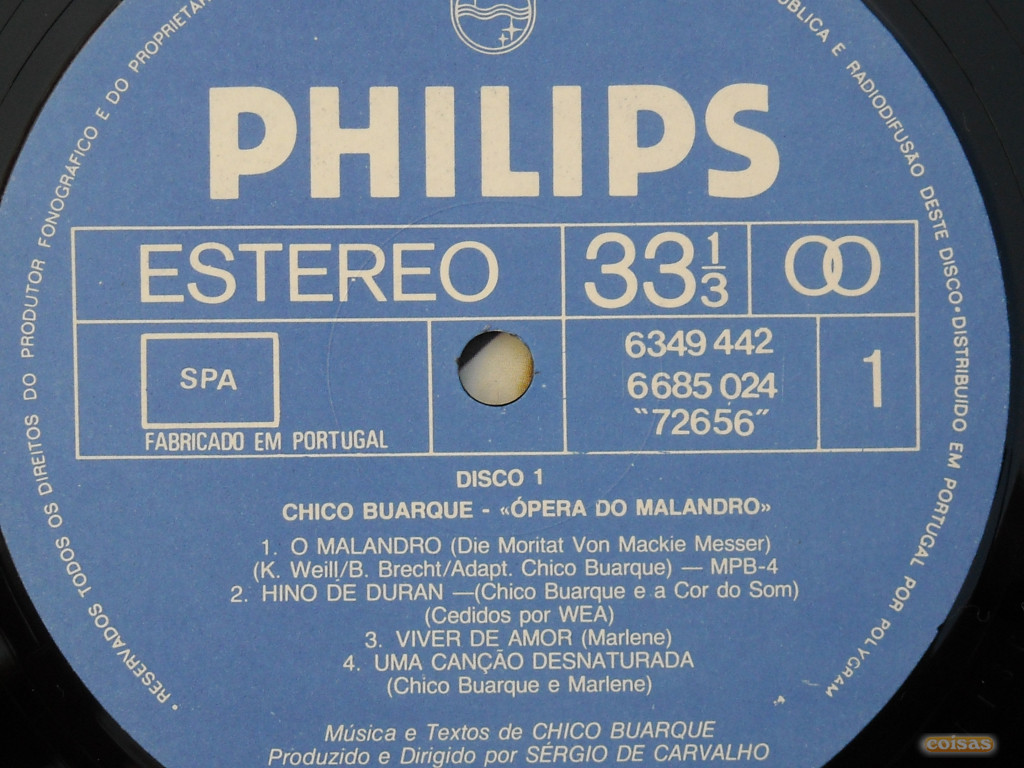 PHILIPS
ESTEREO
33 1/3
SPA
FABRICADO EM PORTUGAL
6349 442
6685 024
"72656"
1
DISCO 1
CHICO BUARQUE - «ÓPERA DO MALANDRO»
1. O MALANDRO (Die Moritat Von Mackie Messer)
(K. Weill/B. Brecht/Adapt. Chico Buarque) — MPB-4
2. HINO DE DURAN —(Chico Buarque e a Cor do Som)
(Cedidos por WEA)
3. VIVER DE AMOR (Marlene)
4. UMA CANÇÃO DESNATURADA
(Chico Buarque e Marlene)
Música e Textos de CHICO BUARQUE
Produzido e Dirigido por SÉRGIO DE CARVALHO
• RESERVADOS TODOS OS DIREITOS DO PRODUTOR FONOGRÁFICO E DO
E RADIODIFUSÃO DESTE DISCO • DISTRIBUIDO EM PORTUGAL POR POLYGRAM
coisas